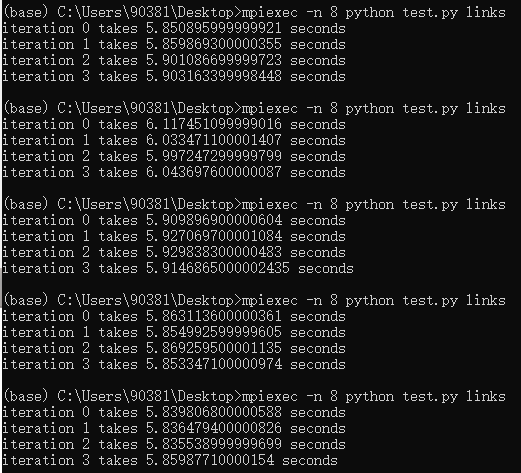 (base) C:\Users\90381\Desktop>mpiexec -n 8 python test.py links
iteration 0 takes 5.850895999999921 seconds
iteration 1 takes 5.859869300000355 seconds
iteration 2 takes 5.901086699999723 seconds
iteration 3 takes 5.903163399998448 seconds
(base) C:\Users\90381\Desktop>mpiexec -n 8 python test.py links
iteration 0 takes 6.117451099999016 seconds
iteration 1 takes 6.033471100001407 seconds
iteration 2 takes 5.997247299999799 seconds
iteration 3 takes 6.043697600000087 seconds
(base) C:\Users\90381\Desktop>mpiexec -n 8 python test.py links
iteration 0 takes 5.909896900000604 seconds
iteration 1 takes 5.927069700001084 seconds
iteration 2 takes 5.929838300000483 seconds
iteration 3 takes 5.9146865000002435 seconds
(base) C:\Users\90381\Desktop>mpiexec -n 8 python test.py links
iteration 0 takes 5.863113600000361 seconds
iteration 1 takes 5.854992599999605 seconds
iteration 2 takes 5.869259500001135 seconds
iteration 3 takes 5.853347100000974 seconds
(base) C:\Users\90381\Desktop>mpiexec -n 8 python test.py links
iteration 0 takes 5.839806800000588 seconds
iteration 1 takes 5.836479400000826 seconds
iteration 2 takes 5.835538999999699 seconds
iteration 3 takes 5.85987710000154 seconds